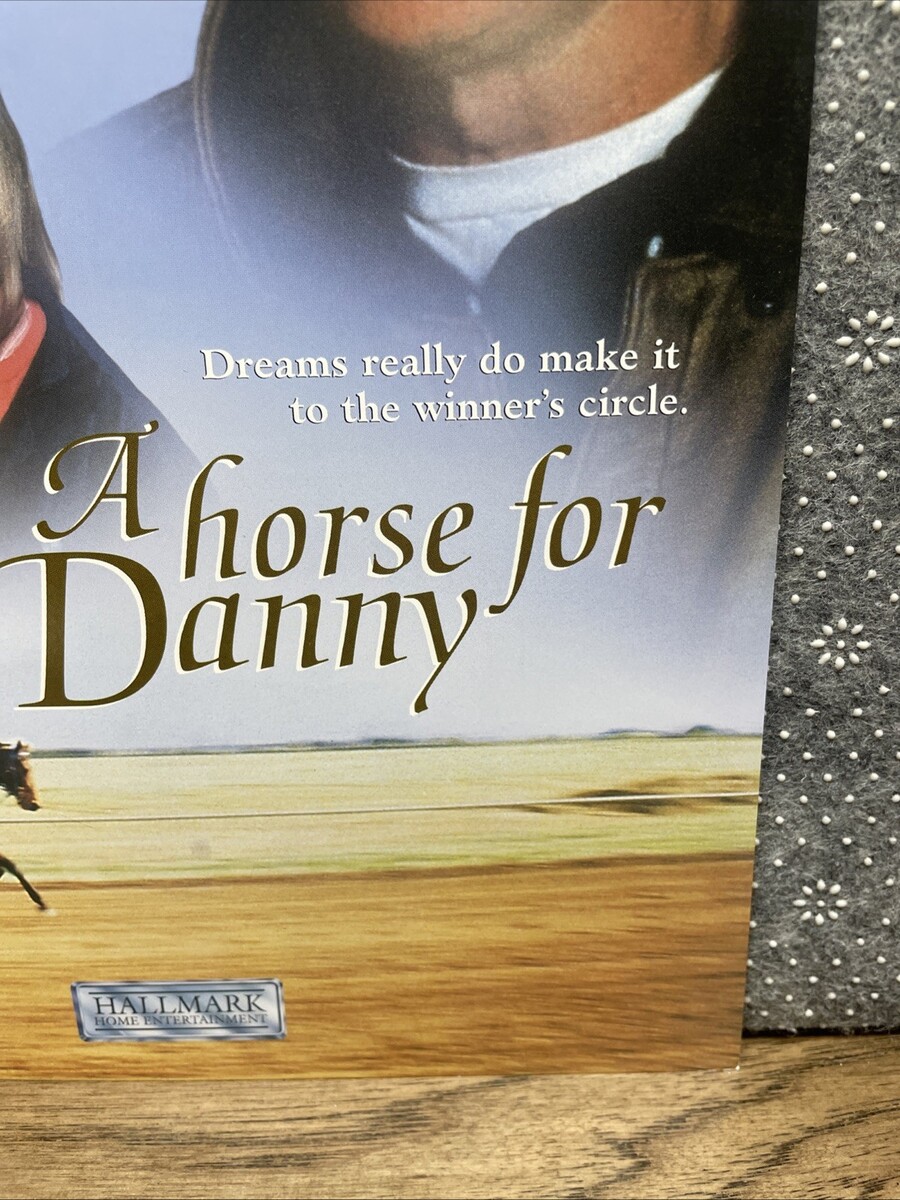 Dreams really do make it
to the winner's circle.
A horse for
Danny
HALLMARK
HOME ENTERTAINMENT